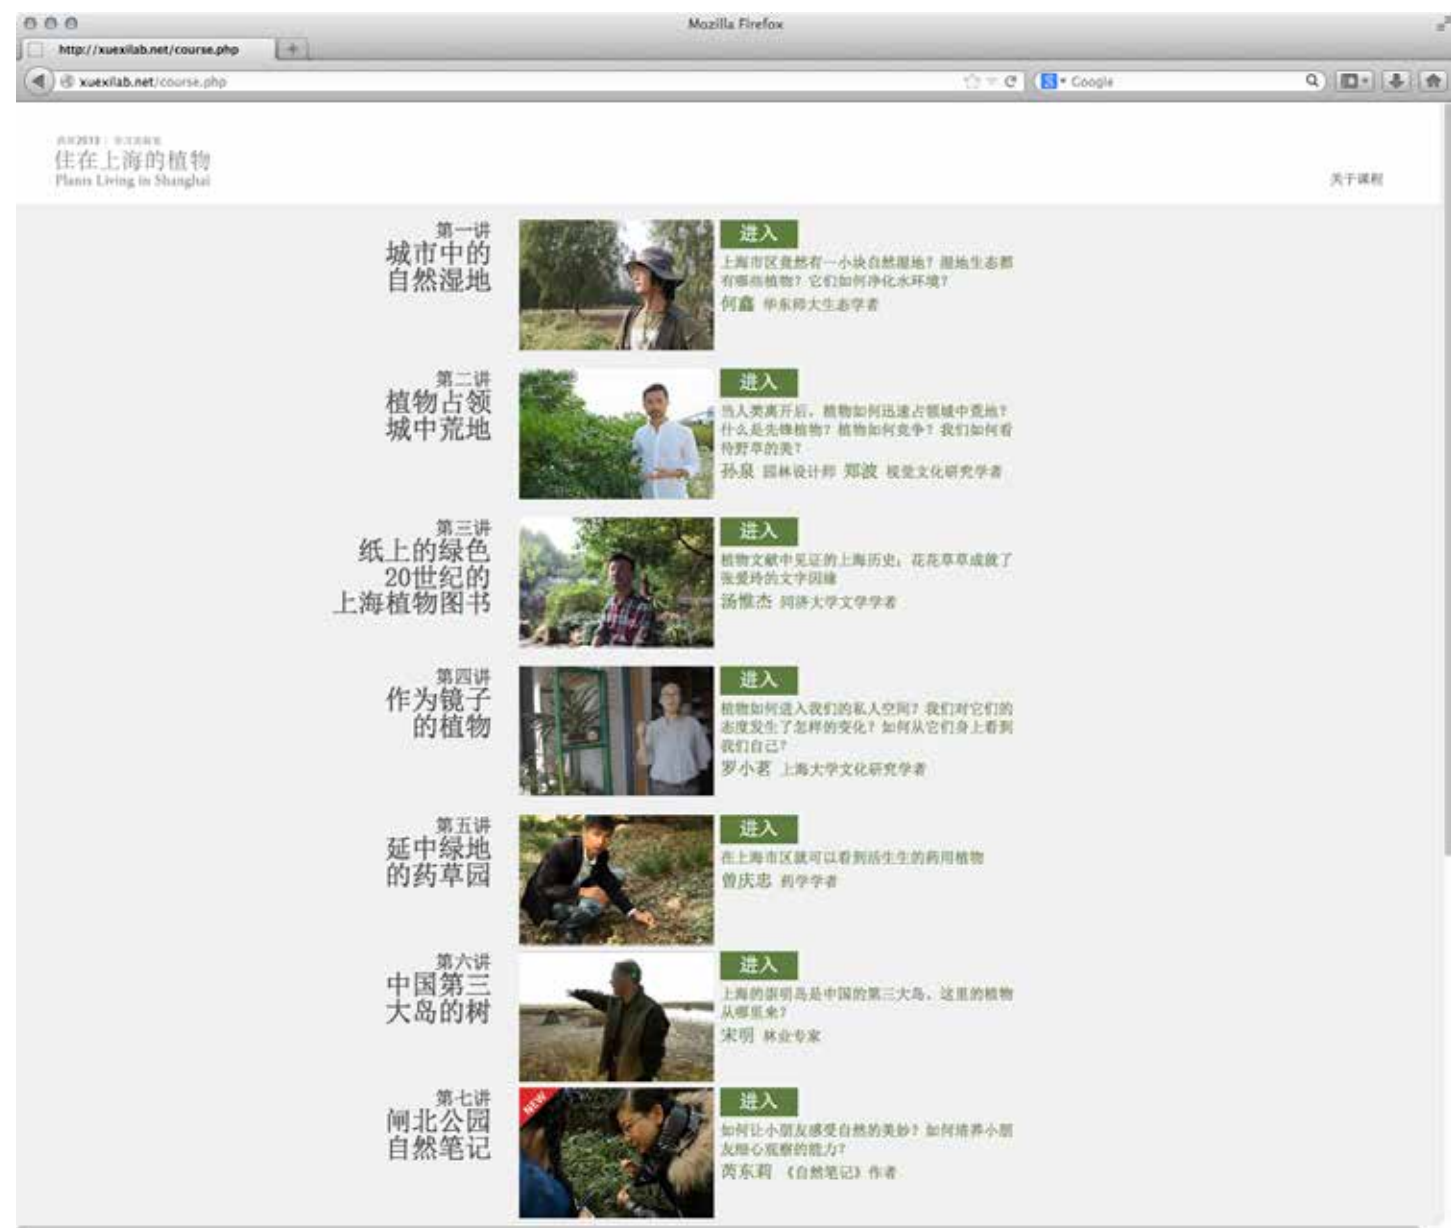 Mozilla Firefox
http://xuexilab.net/course.php
xuexilab.net/course.php
Google
住在上海的植物
Plants Living in Shanghai
关于课程
第一讲
城市中的
自然湿地
进入
上海市区竟然有一小块自然湿地？湿地生态都
有哪些植物？它们如何净化水环境？
何鑫 华东师大生态学者
第二讲
植物占领
城中荒地
进入
当人类离开后，植物如何迅速占领城中荒地？
什么是先锋植物？植物如何竞争？我们如何看
待野草的美？
孙泉 园林设计师 郑波 视觉文化研究学者
第三讲
纸上的绿色
20世纪的
上海植物图书
进入
植物文献中见证的上海历史，花花草草成就了
张爱玲的文字因缘
汤惟杰 同济大学文学学者
第四讲
作为镜子
的植物
进入
植物如何进入我们的私人空间？我们对它们的
态度发生了怎样的变化？如何从它们身上看到
我们自己？
罗小茗 上海大学文化研究学者
第五讲
延中绿地
的药草园
进入
在上海市区就可以看到活生生的药用植物
曾庆忠 药学学者
第六讲
中国第三
大岛的树
进入
上海的崇明岛是中国的第三大岛，这里的植物
从哪里来？
宋明 林业专家
第七讲
闸北公园
自然笔记
NEW
进入
如何让小朋友感受自然的美妙？如何培养小朋
友细心观察的能力？
芮东莉 《自然笔记》作者